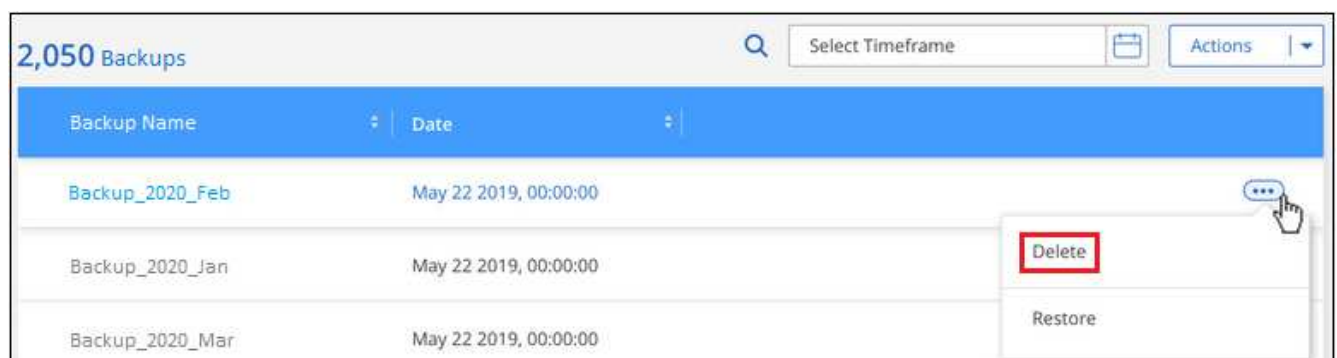 2,050 Backups
Select Timeframe
Actions
Backup Name
Date
Backup_2020_Feb
May 22 2019, 00:00:00
Delete
Backup_2020_Jan
May 22 2019, 00:00:00
Restore
Backup_2020_Mar
May 22 2019, 00:00:00